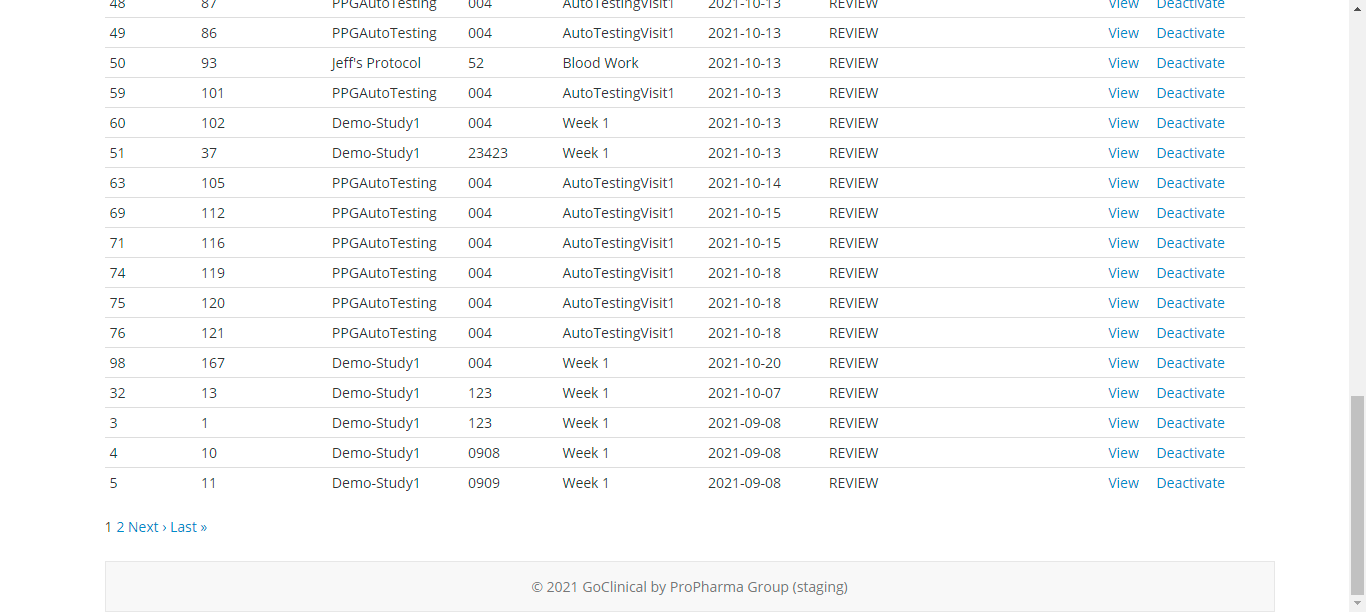 48 87 PPGAutoTesting 004 AutoTestingVisit1 2021-10-13 REVIEW View Deactivate
49 86 PPGAutoTesting 004 AutoTestingVisit1 2021-10-13 REVIEW View Deactivate
50 93 Jeff's Protocol 52 Blood Work 2021-10-13 REVIEW View Deactivate
59 101 PPGAutoTesting 004 AutoTestingVisit1 2021-10-13 REVIEW View Deactivate
60 102 Demo-Study1 004 Week 1 2021-10-13 REVIEW View Deactivate
51 37 Demo-Study1 23423 Week 1 2021-10-13 REVIEW View Deactivate
63 105 PPGAutoTesting 004 AutoTestingVisit1 2021-10-14 REVIEW View Deactivate
69 112 PPGAutoTesting 004 AutoTestingVisit1 2021-10-15 REVIEW View Deactivate
71 116 PPGAutoTesting 004 AutoTestingVisit1 2021-10-15 REVIEW View Deactivate
74 119 PPGAutoTesting 004 AutoTestingVisit1 2021-10-18 REVIEW View Deactivate
75 120 PPGAutoTesting 004 AutoTestingVisit1 2021-10-18 REVIEW View Deactivate
76 121 PPGAutoTesting 004 AutoTestingVisit1 2021-10-18 REVIEW View Deactivate
98 167 Demo-Study1 004 Week 1 2021-10-20 REVIEW View Deactivate
32 13 Demo-Study1 123 Week 1 2021-10-07 REVIEW View Deactivate
3 1 Demo-Study1 123 Week 1 2021-09-08 REVIEW View Deactivate
4 10 Demo-Study1 0908 Week 1 2021-09-08 REVIEW View Deactivate
5 11 Demo-Study1 0909 Week 1 2021-09-08 REVIEW View Deactivate
1 2 Next › Last »
© 2021 GoClinical by ProPharma Group (staging)